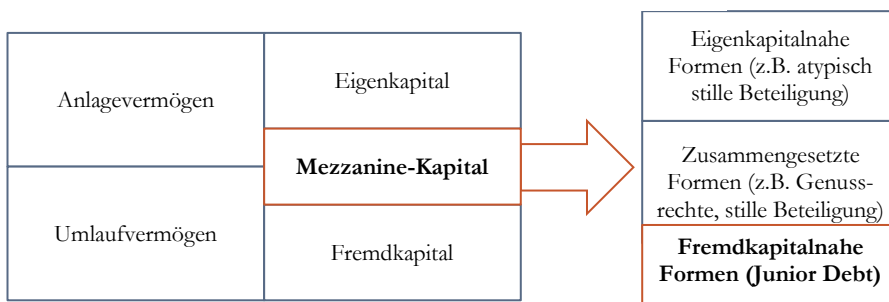 Anlagevermögen
Umlaufvermögen
Eigenkapital
Mezzanine-Kapital
Fremdkapital
Eigenkapitalnahe
Formen (z.B. atypisch
stille Beteiligung)
Zusammengesetzte
Formen (z.B. Genuss-
rechte, stille Beteiligung)
Fremdkapitalnahe
Formen (Junior Debt)